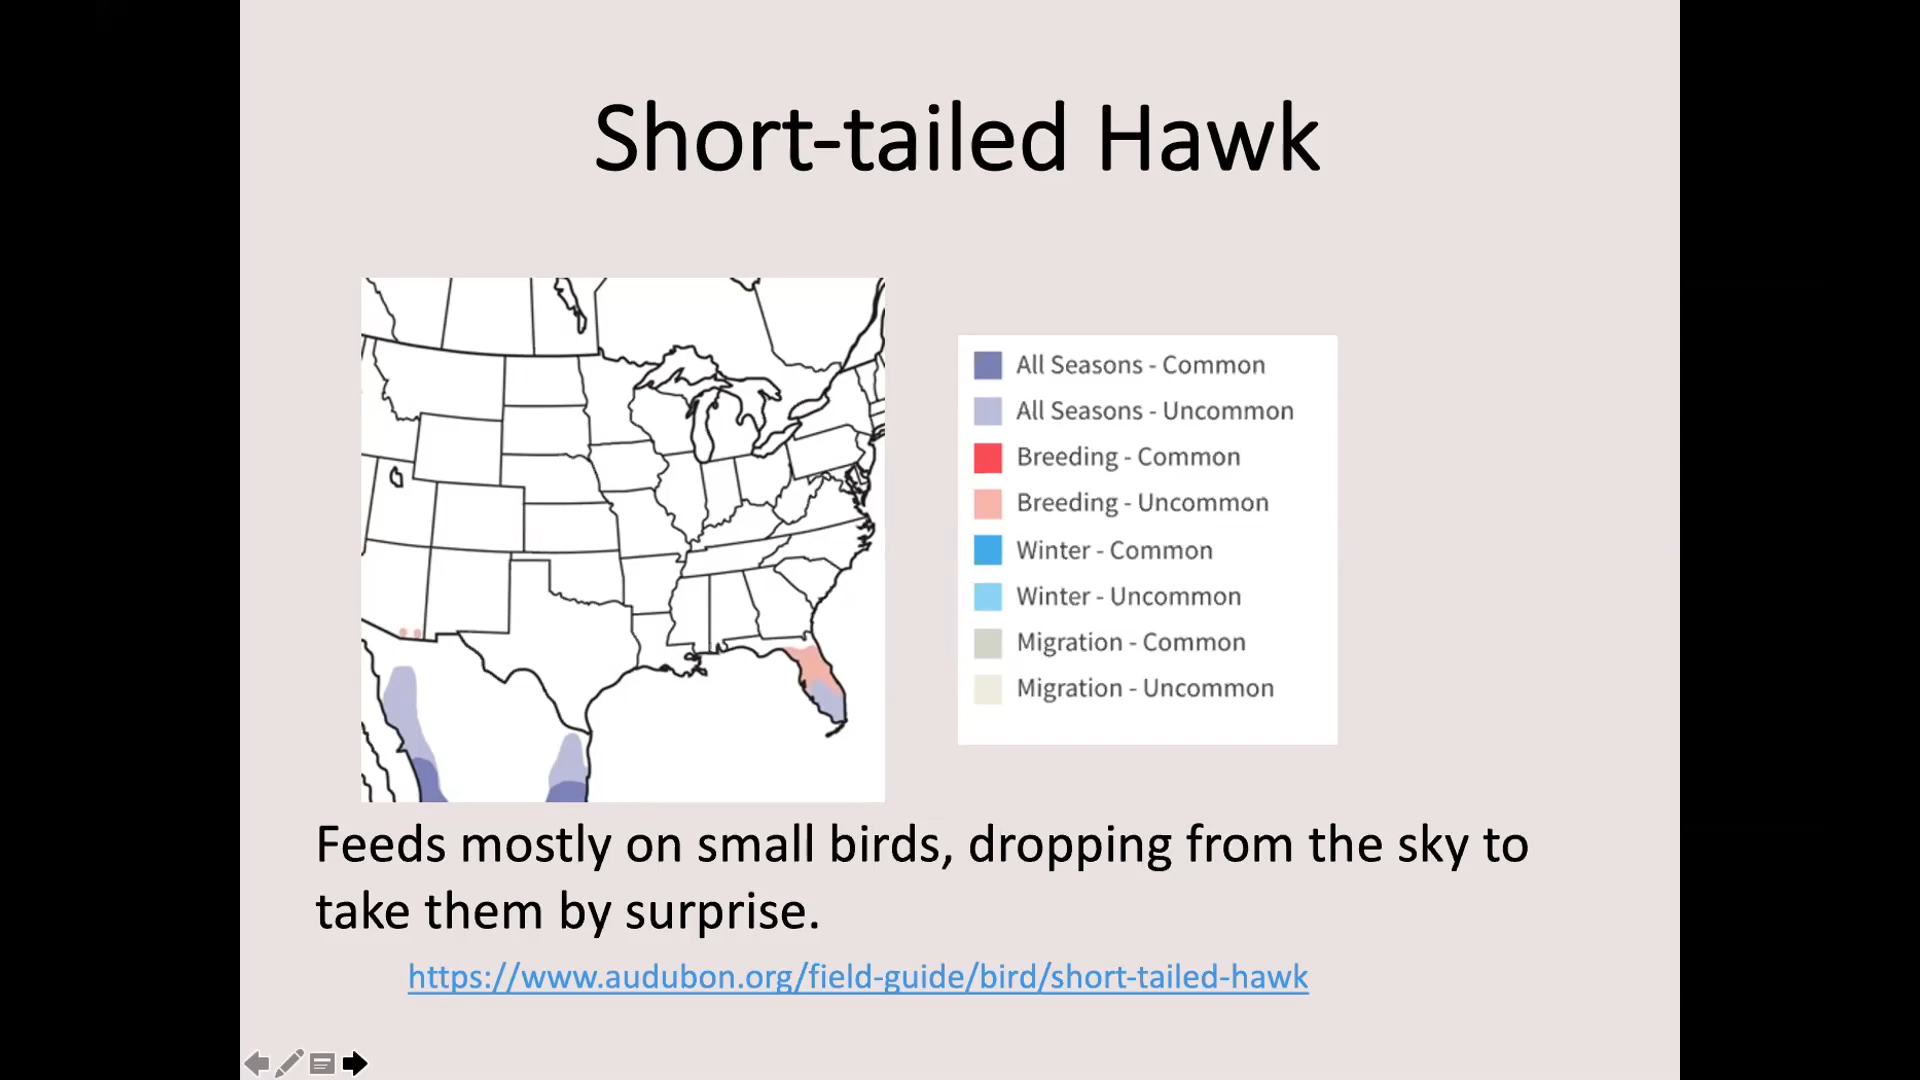 Short-tailed Hawk
All Seasons - Common
All Seasons - Uncommon
Breeding - Common
Breeding - Uncommon
Winter - Common
Winter - Uncommon
Migration - Common
Migration - Uncommon
Feeds mostly on small birds, dropping from the sky to
take them by surprise.
https://www.audubon.org/field-guide/bird/short-tailed-hawk